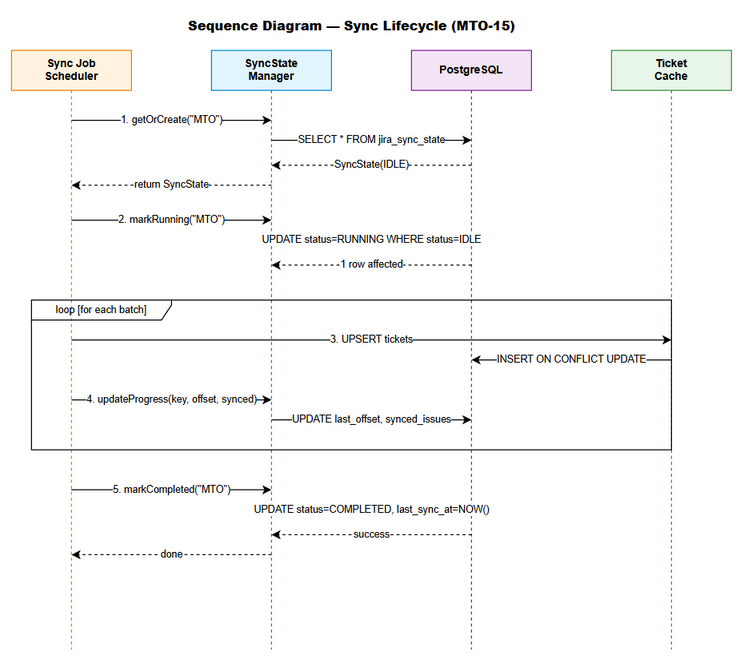 Sequence Diagram — Sync Lifecycle (MTO-15)
Sync Job
Scheduler
SyncState
Manager
PostgreSQL
Ticket
Cache
1. getOrCreate("MTO")
SELECT * FROM jira_sync_state
SyncState(IDLE)
return SyncState
2. markRunning("MTO")
UPDATE status=RUNNING WHERE status=IDLE
1 row affected
loop [for each batch]
3. UPSERT tickets
INSERT ON CONFLICT UPDATE
4. updateProgress(key, offset, synced)
UPDATE last_offset, synced_issues
5. markCompleted("MTO")
UPDATE status=COMPLETED, last_sync_at=NOW()
success
done